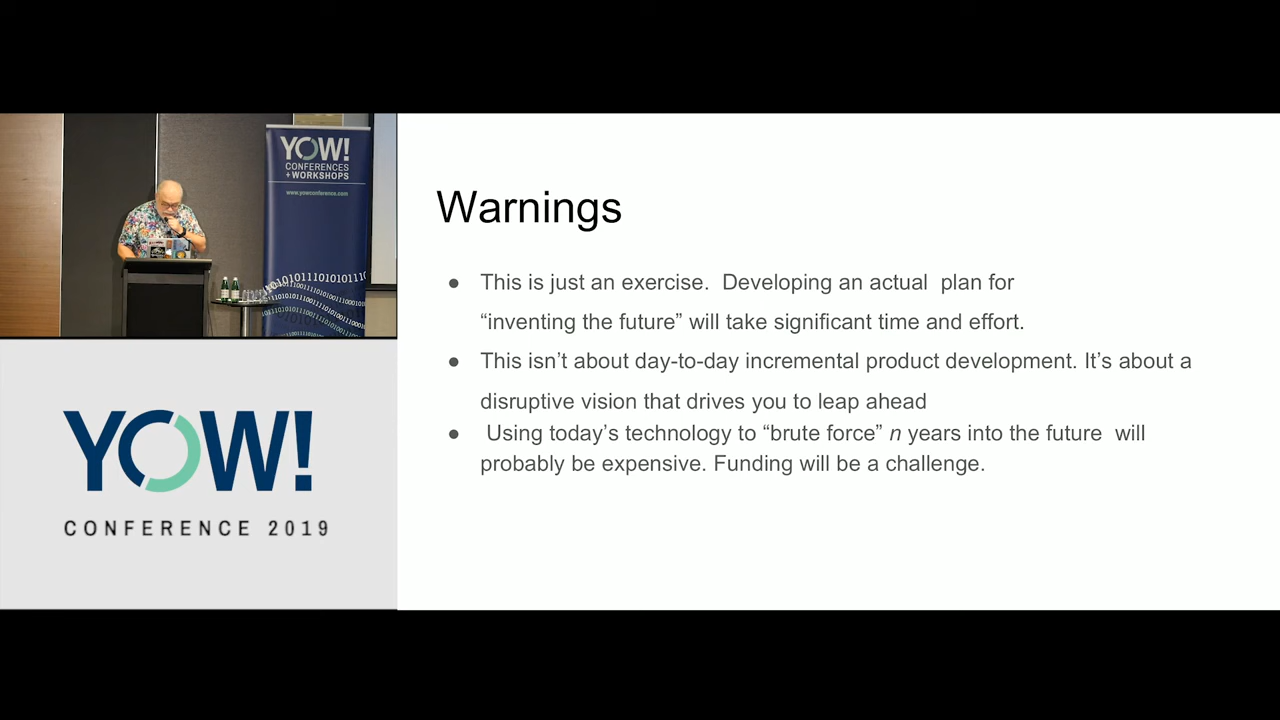 YOW!
CONFERENCES
+ WORKSHOPS
www.yowconference.com
YOW!
CONFERENCE 2019
Warnings
● This is just an exercise.  Developing an actual  plan for
“inventing the future” will take significant time and effort.
● This isn’t about day-to-day incremental product development. It’s about a
disruptive vision that drives you to leap ahead
●  Using today’s technology to “brute force” n years into the future  will
probably be expensive. Funding will be a challenge.